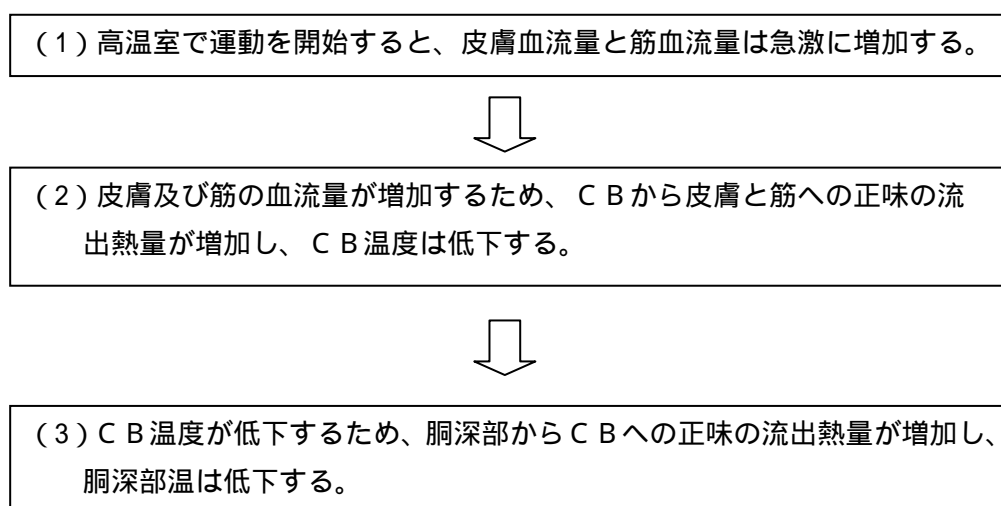 (1)高温室で運動を開始すると、皮膚血流量と筋血流量は急激に増加する。
(2)皮膚及び筋の血流量が増加するため、CBから皮膚と筋への正味の流
出熱量が増加し、CB温度は低下する。
(3)CB温度が低下するため、胴深部からCBへの正味の流出熱量が増加し、
胴深部温は低下する。